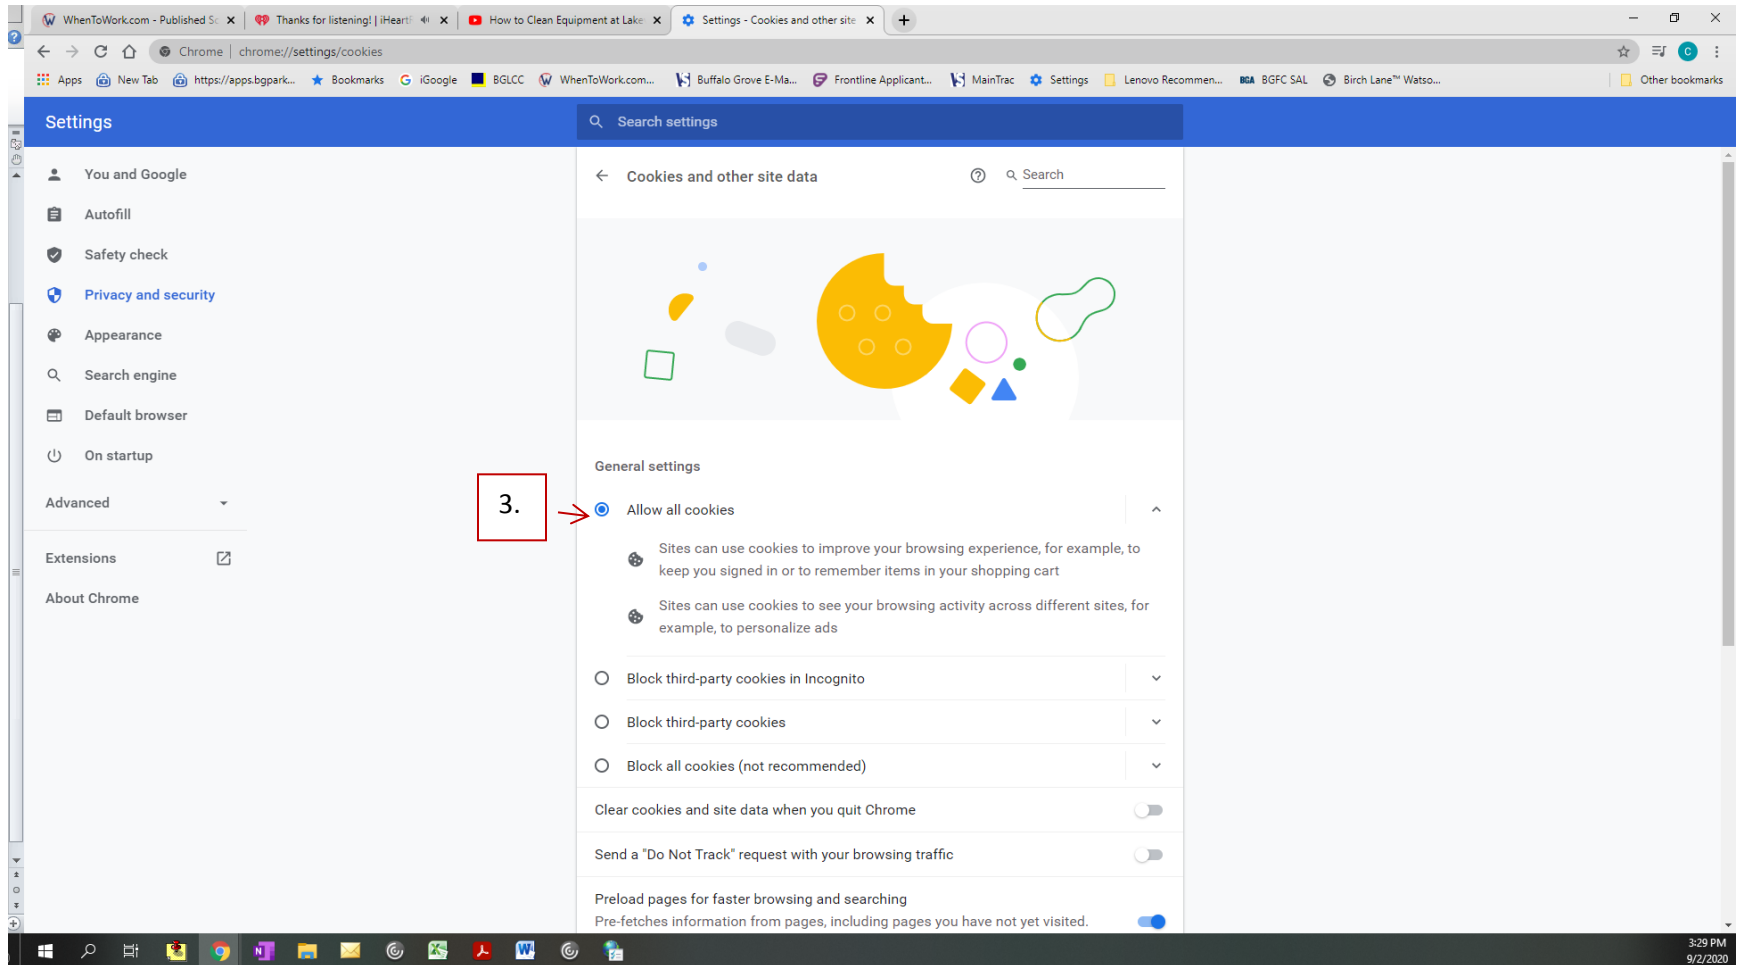 WhenToWork.com - Published Sc
Thanks for listening! | iHeart
How to Clean Equipment at Lake
Settings - Cookies and other site
Chrome | chrome://settings/cookies
C
Apps
New Tab
https://apps.bgpark...
Bookmarks
iGoogle
BGLCC
WhenToWork.com...
Buffalo Grove E-Ma...
Frontline Applicant...
MainTrac
Settings
Lenovo Recommen...
BGA BGFC SAL
Birch Lane™ Watso...
Other bookmarks
Settings
Search settings
You and Google
Autofill
Safety check
Privacy and security
Appearance
Search engine
Default browser
On startup
Advanced
Extensions
About Chrome
Cookies and other site data
Search
General settings
3.
Allow all cookies
Sites can use cookies to improve your browsing experience, for example, to
keep you signed in or to remember items in your shopping cart
Sites can use cookies to see your browsing activity across different sites, for
example, to personalize ads
Block third-party cookies in Incognito
Block third-party cookies
Block all cookies (not recommended)
Clear cookies and site data when you quit Chrome
Send a "Do Not Track" request with your browsing traffic
Preload pages for faster browsing and searching
Pre-fetches information from pages, including pages you have not yet visited.
3:29 PM
9/2/2020